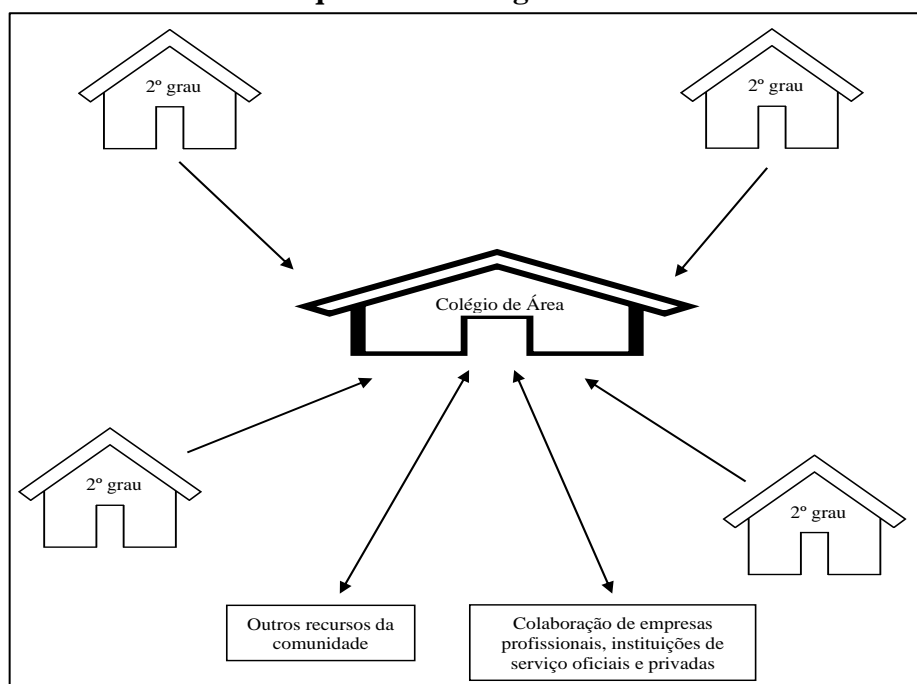 2º grau
2º grau
Colégio de Área
2º grau
2º grau
Outros recursos da
comunidade
Colaboração de empresas
profissionais, instituições de
serviço oficiais e privadas